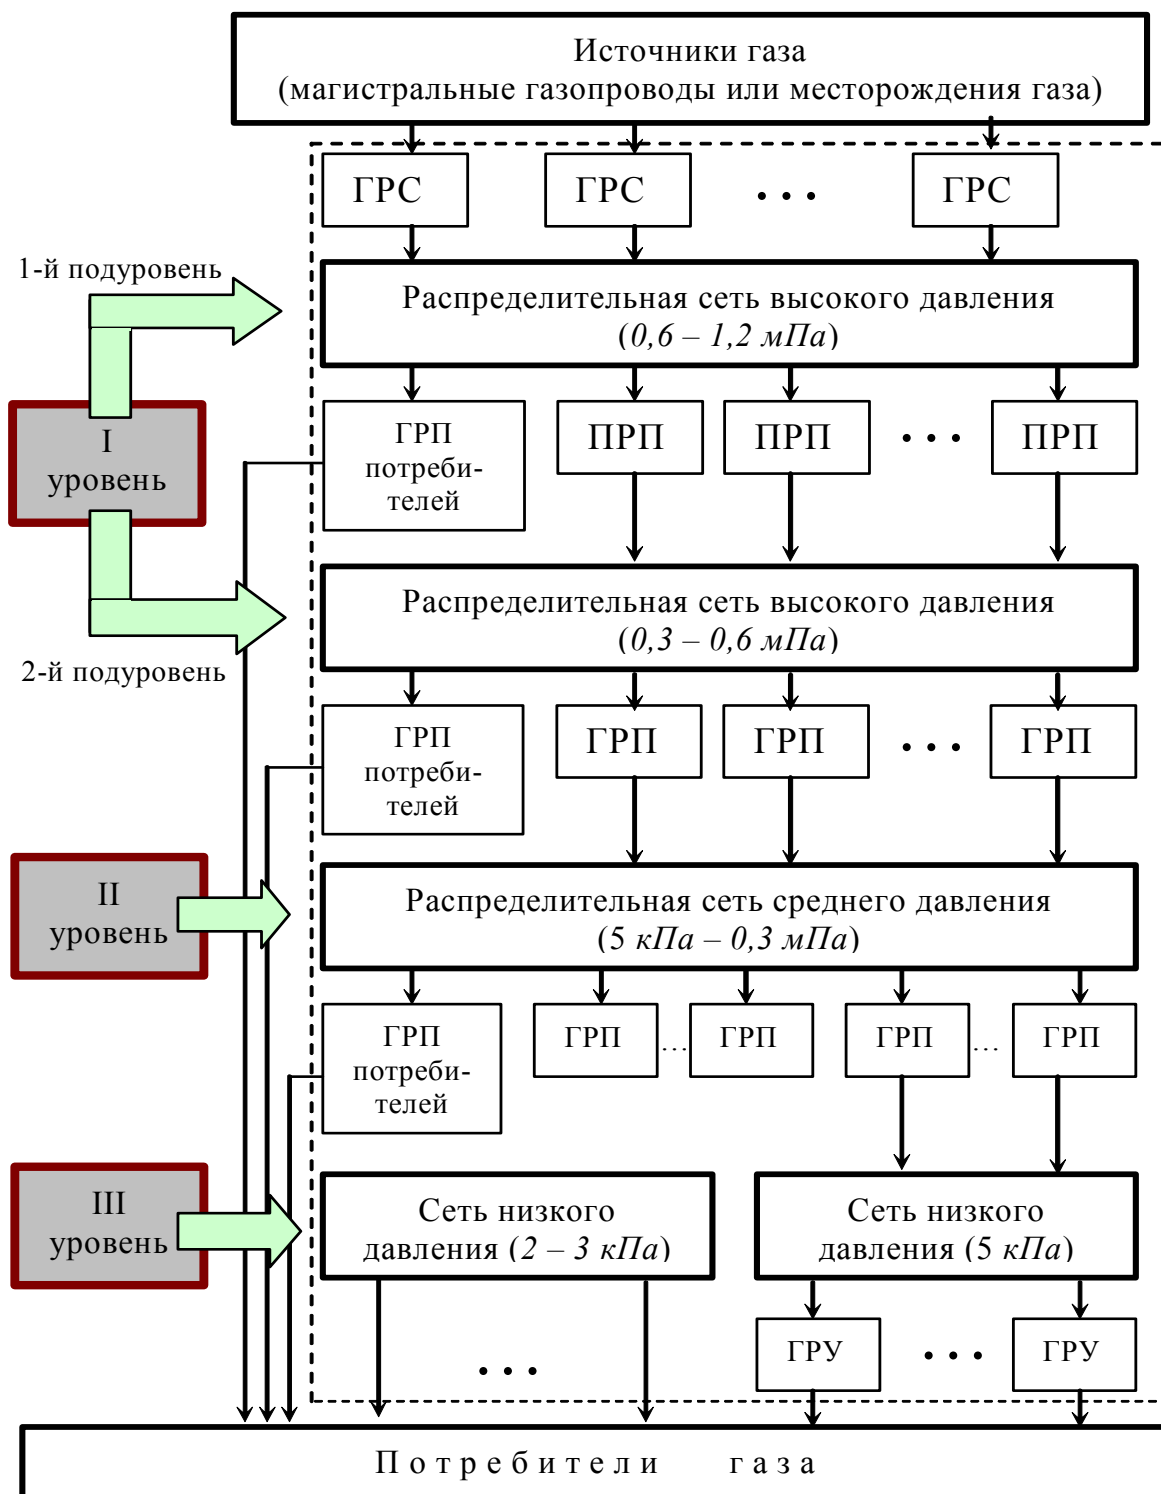 Источники газа
(магистральные газопроводы или месторождения газа)
ГРС
ГРС
...
ГРС
1-й подуровень
Распределительная сеть высокого давления
(0,6 – 1,2 мПа)
I
уровень
ГРП
потреби-
телей
ПРП
ПРП
...
ПРП
Распределительная сеть высокого давления
(0,3 – 0,6 мПа)
2-й подуровень
ГРП
потреби-
телей
ГРП
ГРП
...
ГРП
II
уровень
Распределительная сеть среднего давления
(5 кПа – 0,3 мПа)
ГРП
потреби-
телей
ГРП
...
ГРП
ГРП
...
ГРП
III
уровень
Сеть низкого
давления (2 – 3 кПа)
Сеть низкого
давления (5 кПа)
...
ГРУ
...
ГРУ
Потребители газа